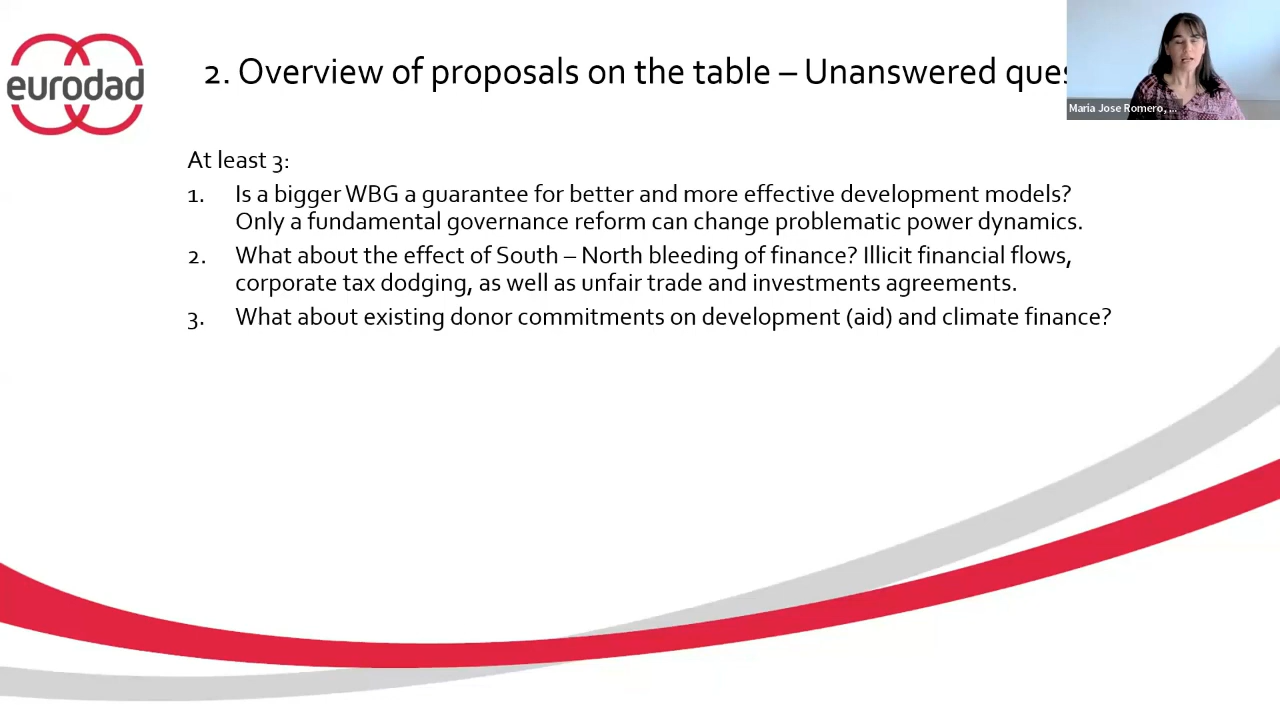 eurodad
2. Overview of proposals on the table – Unanswered ques
Maria Jose Romero, ...
At least 3:
1. Is a bigger WBG a guarantee for better and more effective development models?
Only a fundamental governance reform can change problematic power dynamics.
2. What about the effect of South – North bleeding of finance? Illicit financial flows,
corporate tax dodging, as well as unfair trade and investments agreements.
3. What about existing donor commitments on development (aid) and climate finance?